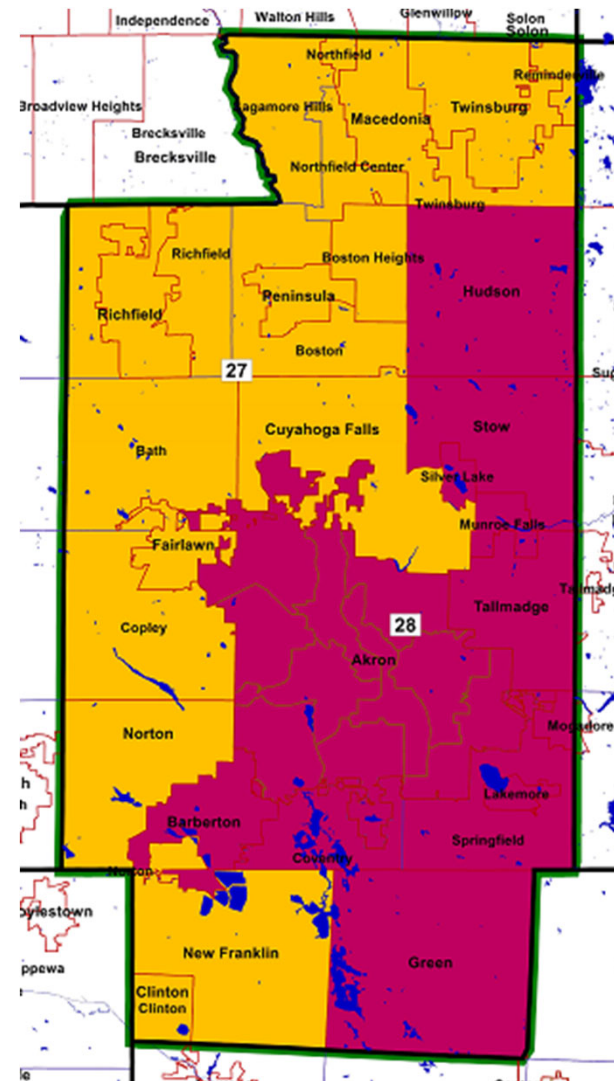 Independence
Walton Hills
Glenwillow
Solon
Solon
Northfield
Reminderville
Broadview Heights
Sagamore Hills
Macedonia
Twinsburg
Brecksville
Brecksville
Northfield Center
Twinsburg
Richfield
Boston Heights
Hudson
Peninsula
Richfield
Boston
27
Cuyahoga Falls
Stow
Bath
Silver Lake
Munroe Falls
Fairlawn
Tallmadge
Copley
28
Akron
Norton
Mogadore
Lakemore
Barberton
Springfield
Coventry
Norton
oylestown
New Franklin
Green
ppewa
Clinton
Clinton